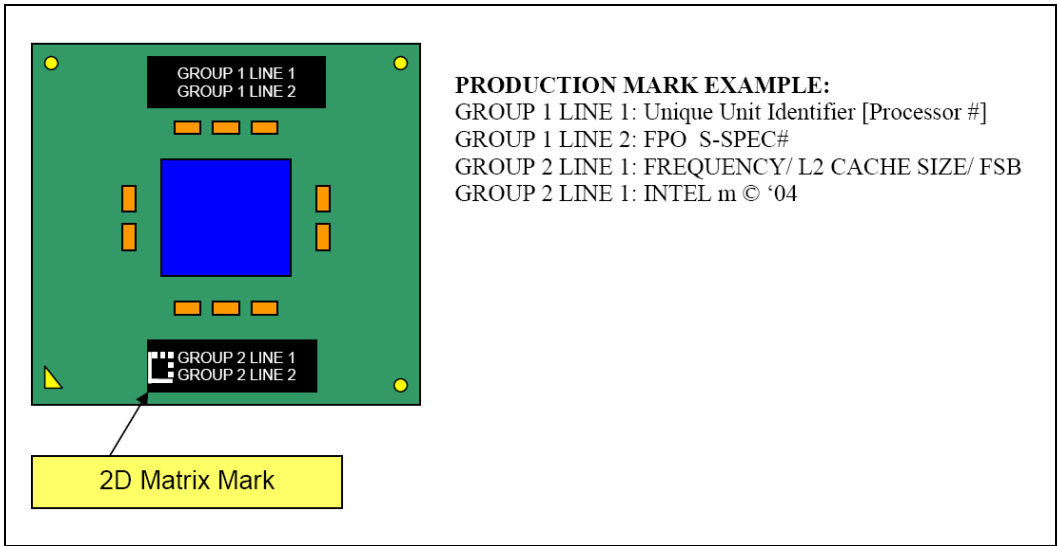 GROUP 1 LINE 1
GROUP 1 LINE 2
PRODUCTION MARK EXAMPLE:
GROUP 1 LINE 1: Unique Unit Identifier [Processor #]
GROUP 1 LINE 2: FPO S-SPEC#
GROUP 2 LINE 1: FREQUENCY/ L2 CACHE SIZE/ FSB
GROUP 2 LINE 1: INTEL m © ‘04
GROUP 2 LINE 1
GROUP 2 LINE 2
2D Matrix Mark